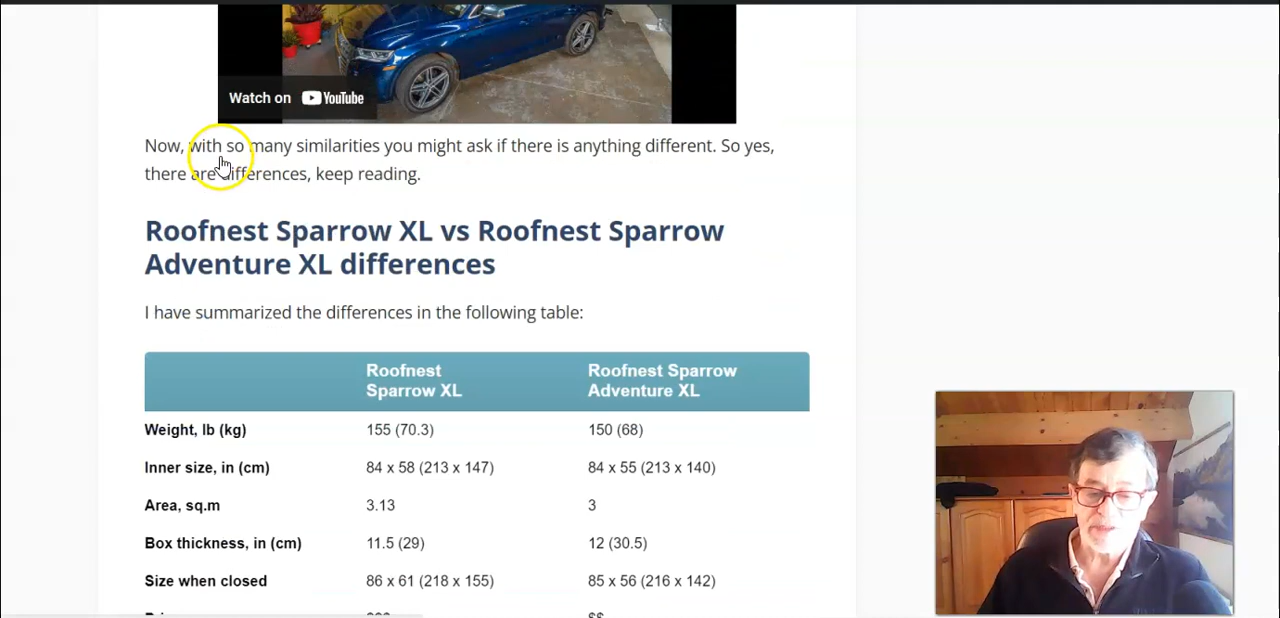 Watch on YouTube
Now, with so many similarities you might ask if there is anything different. So yes,
there are differences, keep reading.
Roofnest Sparrow XL vs Roofnest Sparrow
Adventure XL differences
I have summarized the differences in the following table:
Roofnest Roofnest Sparrow
Sparrow XL Adventure XL
Weight, lb (kg) 155 (70.3) 150 (68)
Inner size, in (cm) 84 x 58 (213 x 147) 84 x 55 (213 x 140)
Area, sq.m 3.13 3
Box thickness, in (cm) 11.5 (29) 12 (30.5)
Size when closed 86 x 61 (218 x 155) 85 x 56 (216 x 142)